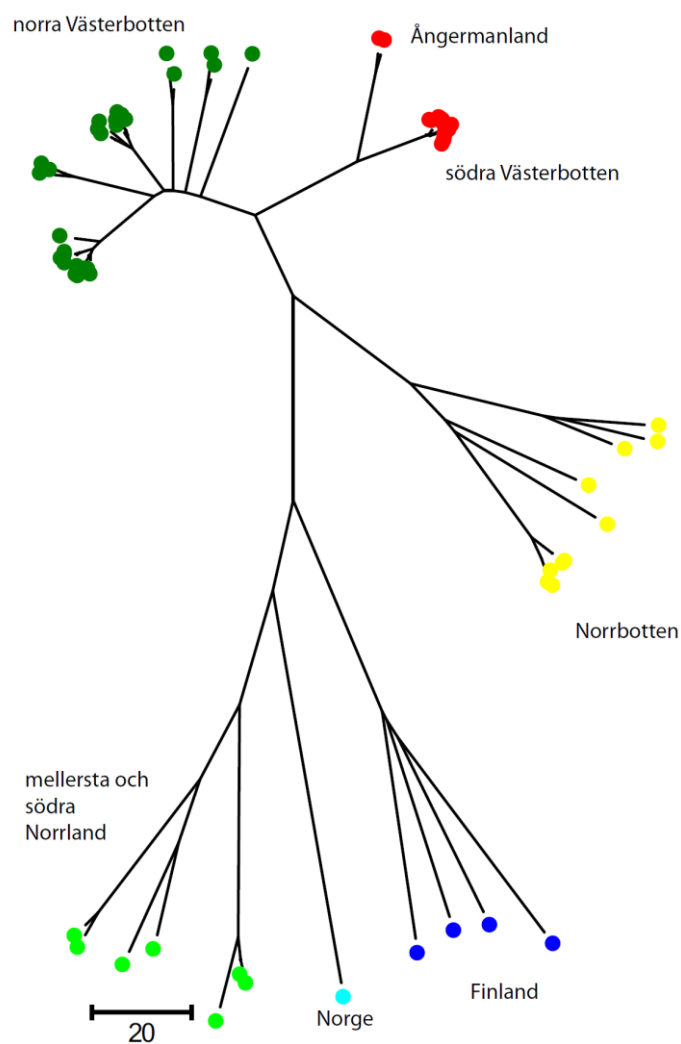 norra Västerbotten
Ångermanland
södra Västerbotten
Norrbotten
mellersta och
södra
Norrland
Finland
Norge
20